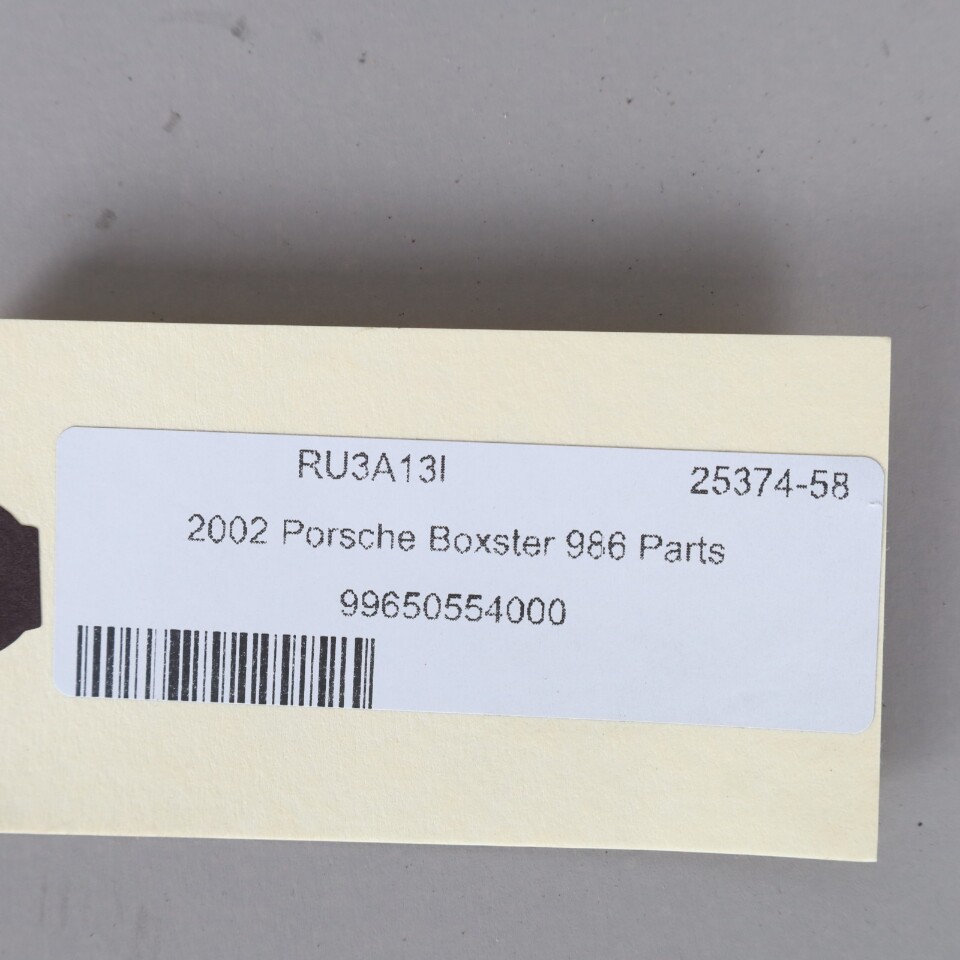 RU3A13I 25374-58
2002 Porsche Boxster 986 Parts
99650554000